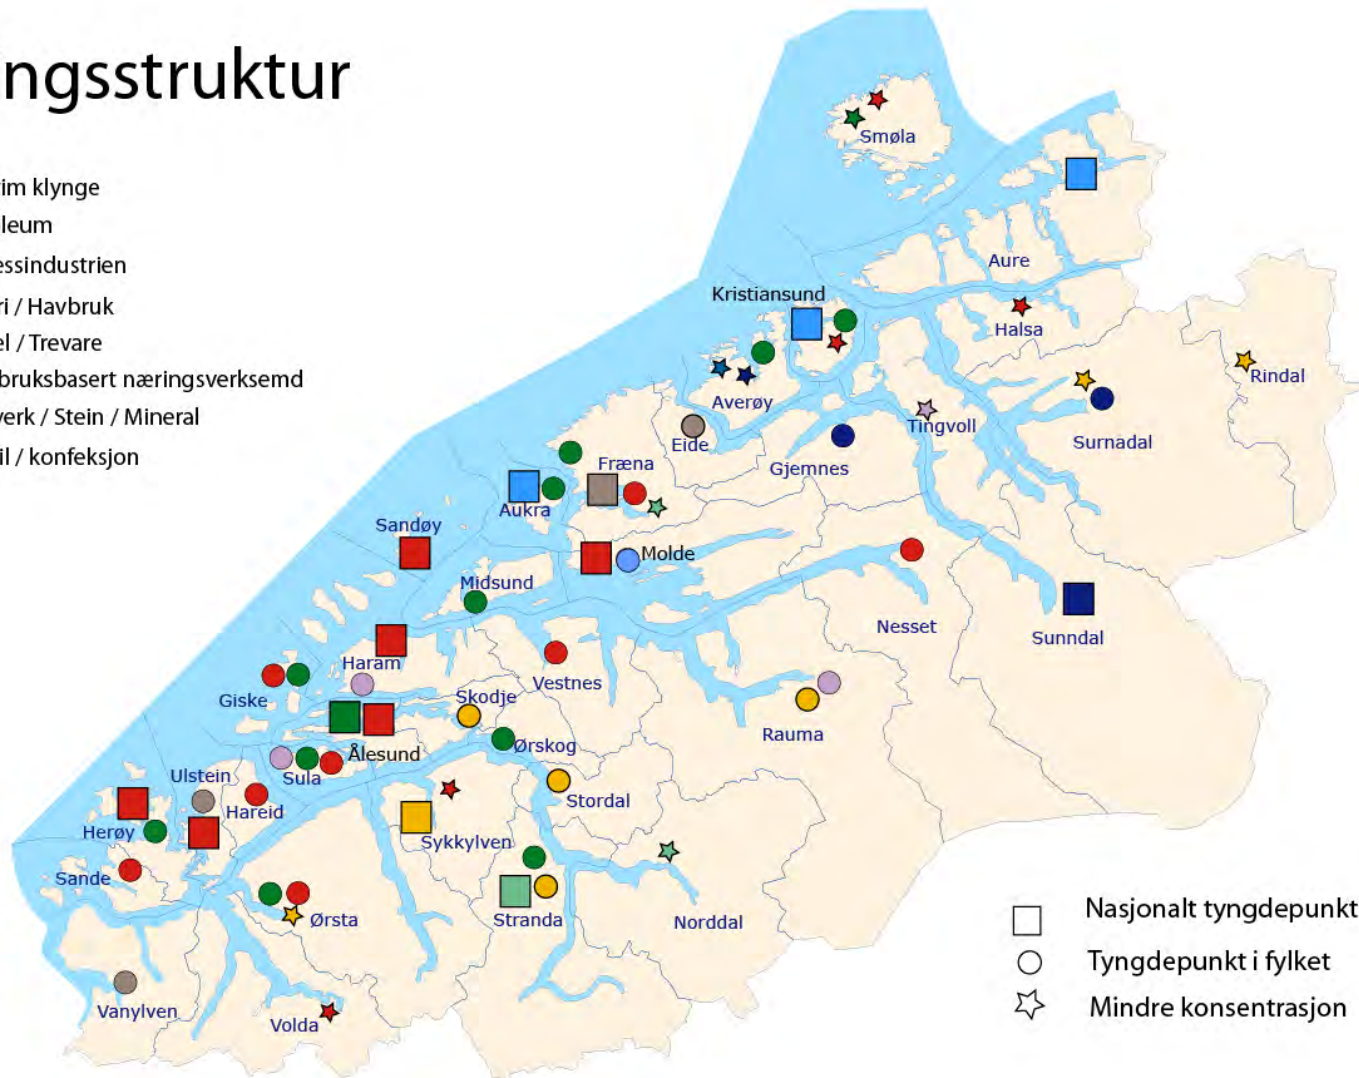 ngsstruktur
im klynge
leum
essindustrien
ri / Havbruk
el / Trevare
bruksbasert næringsverksemd
verk / Stein / Mineral
il / konfeksjon
Smøla
Aure
Kristiansund
Halsa
Rindal
Averøy
Tingvoll
Surnadal
Eide
Gjemnes
Fræna
Aukra
Sandøy
Molde
Midsund
Nesset
Sunndal
Haram
Vestnes
Giske
Skodje
Rauma
Ørskog
Ålesund
Ulstein
Sula
Stordal
Hareid
Herøy
Sykkylven
Sande
Ørsta
Stranda
Norddal
Vanylven
Volda
Nasjonalt tyngdepunkt
Tyngdepunkt i fylket
Mindre konsentrasjon